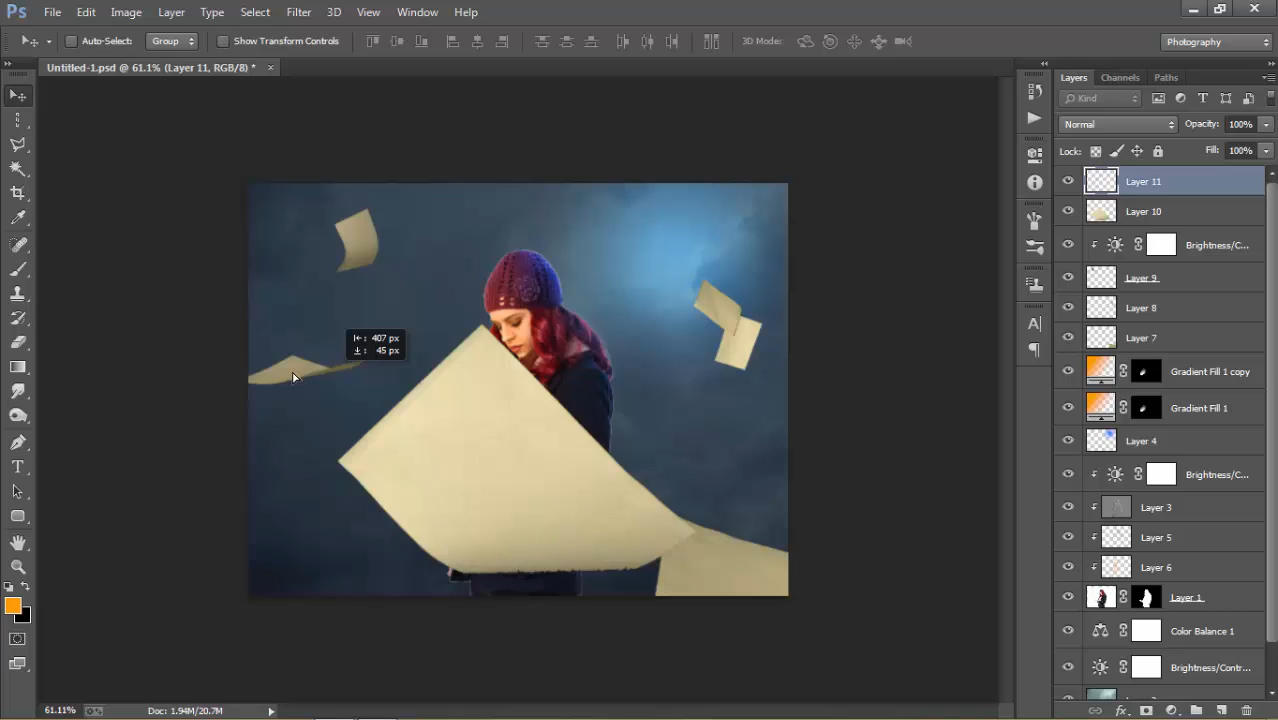 Ps File Edit Image Layer Type Select Filter 3D View Window Help
Auto-Select: Group Show Transform Controls 3D Mode: Photography
Untitled-1.psd @ 61.1% (Layer 11, RGB/8) * ×
Layers Channels Paths
Kind
Normal Opacity: 100%
Lock: Fill: 100%
Layer 11
Layer 10
Brightness/C...
Layer 9
Layer 8
Layer 7
Gradient Fill 1 copy
Gradient Fill 1
Layer 4
Brightness/C...
Layer 3
Layer 5
Layer 6
Layer 1
Color Balance 1
Brightness/Contr...
407 px
45 px
61.11% Doc: 1.94M/20.7M